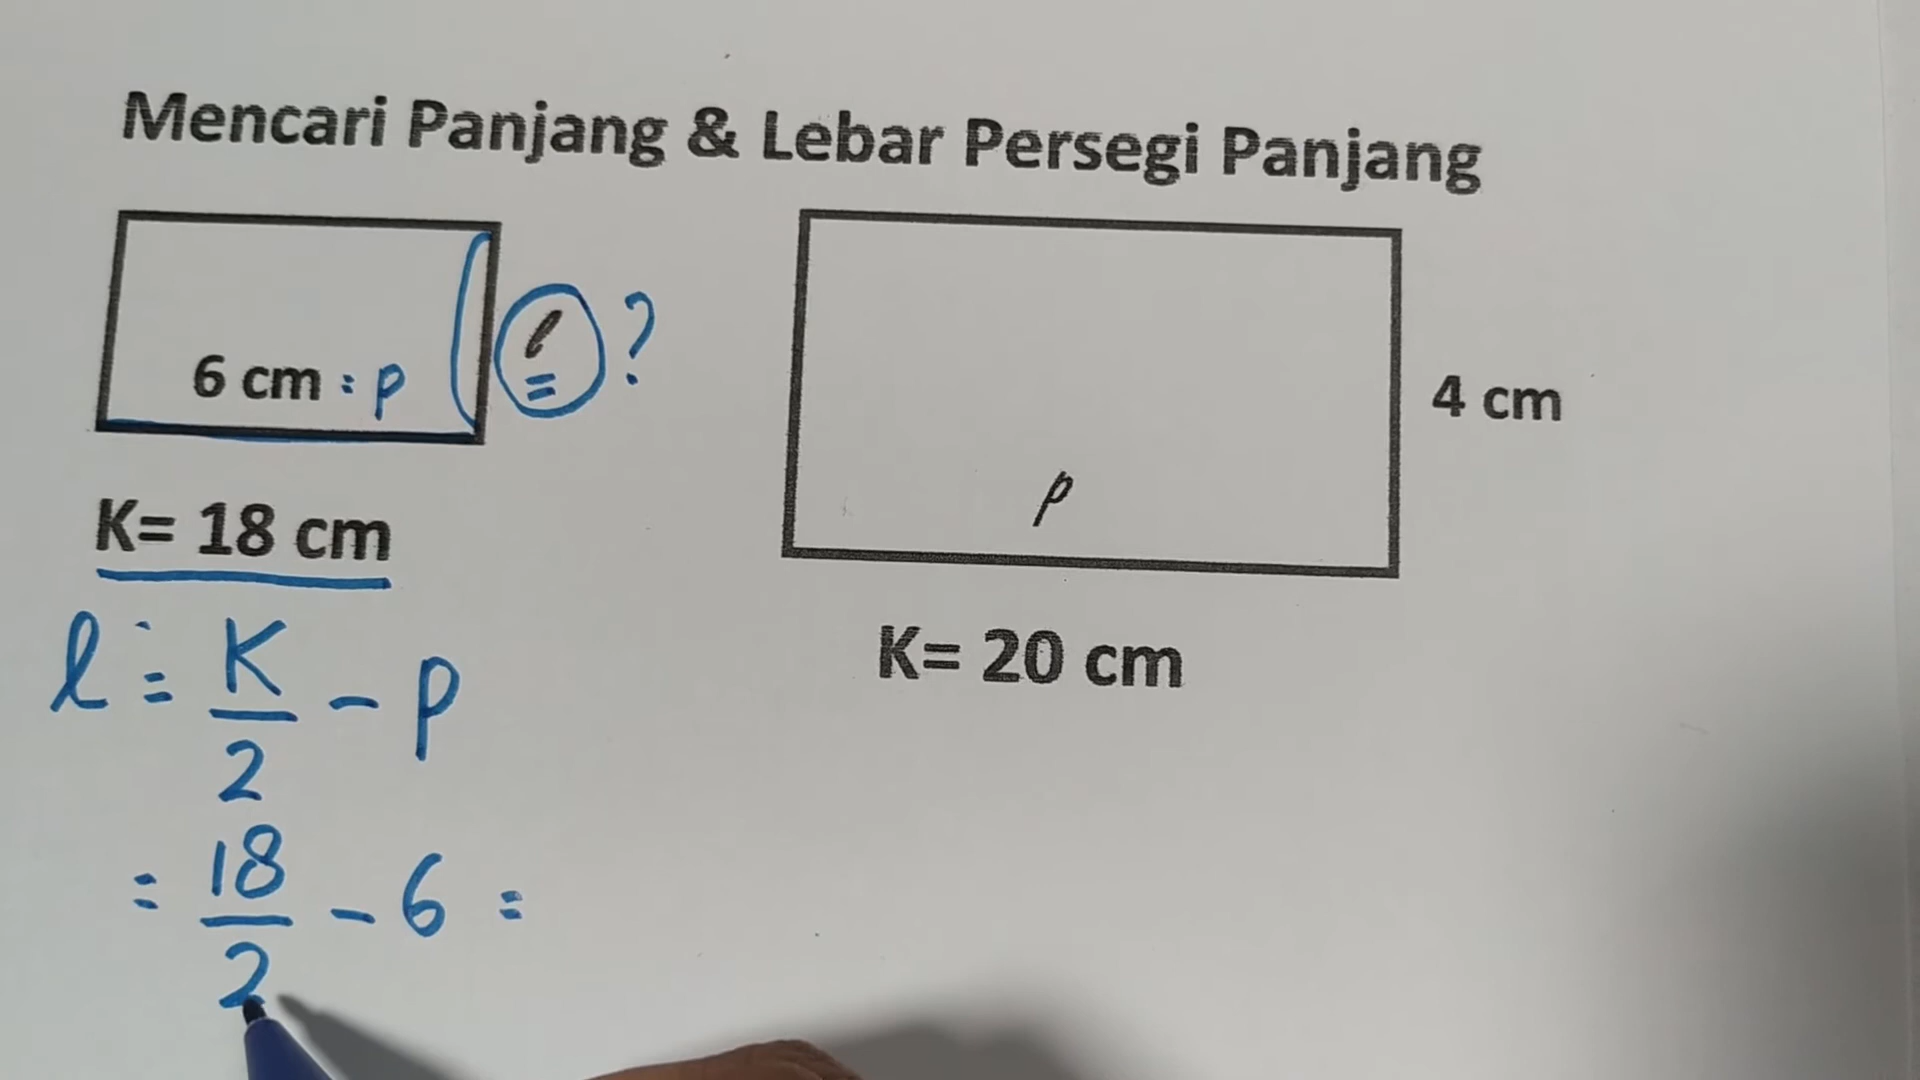 Mencari Panjang & Lebar Persegi Panjang
6 cm = p
l = ?
K= 18 cm
l = K/2 - p
= 18/2 - 6 =
4 cm
p
K= 20 cm